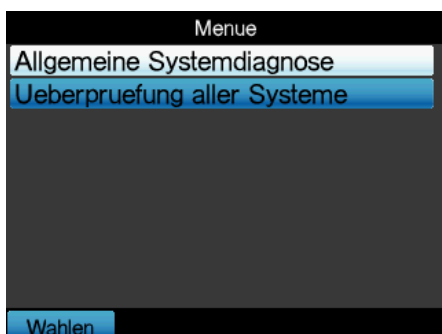 Menue
Allgemeine Systemdiagnose
Ueberpruefung aller Systeme
Wahlen